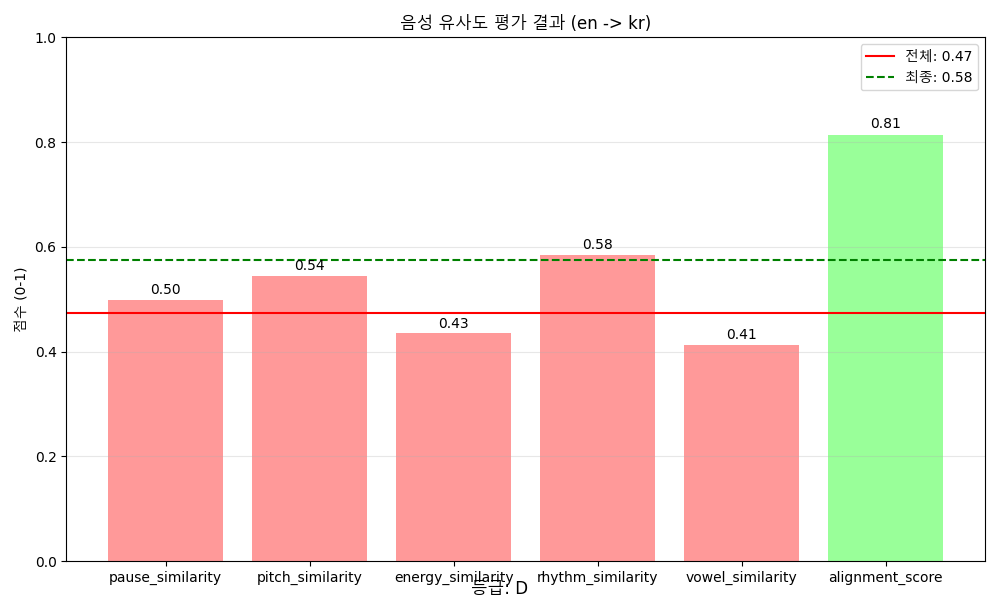 음성 유사도 평가 결과 (en -> kr)
전체: 0.47
최종: 0.58
점수 (0-1)
1.0
0.8
0.6
0.4
0.2
0.0
0.50
0.54
0.43
0.58
0.41
0.81
pause_similarity
pitch_similarity
energy_similarity
rhythm_similarity
vowel_similarity
alignment_score
등급: D